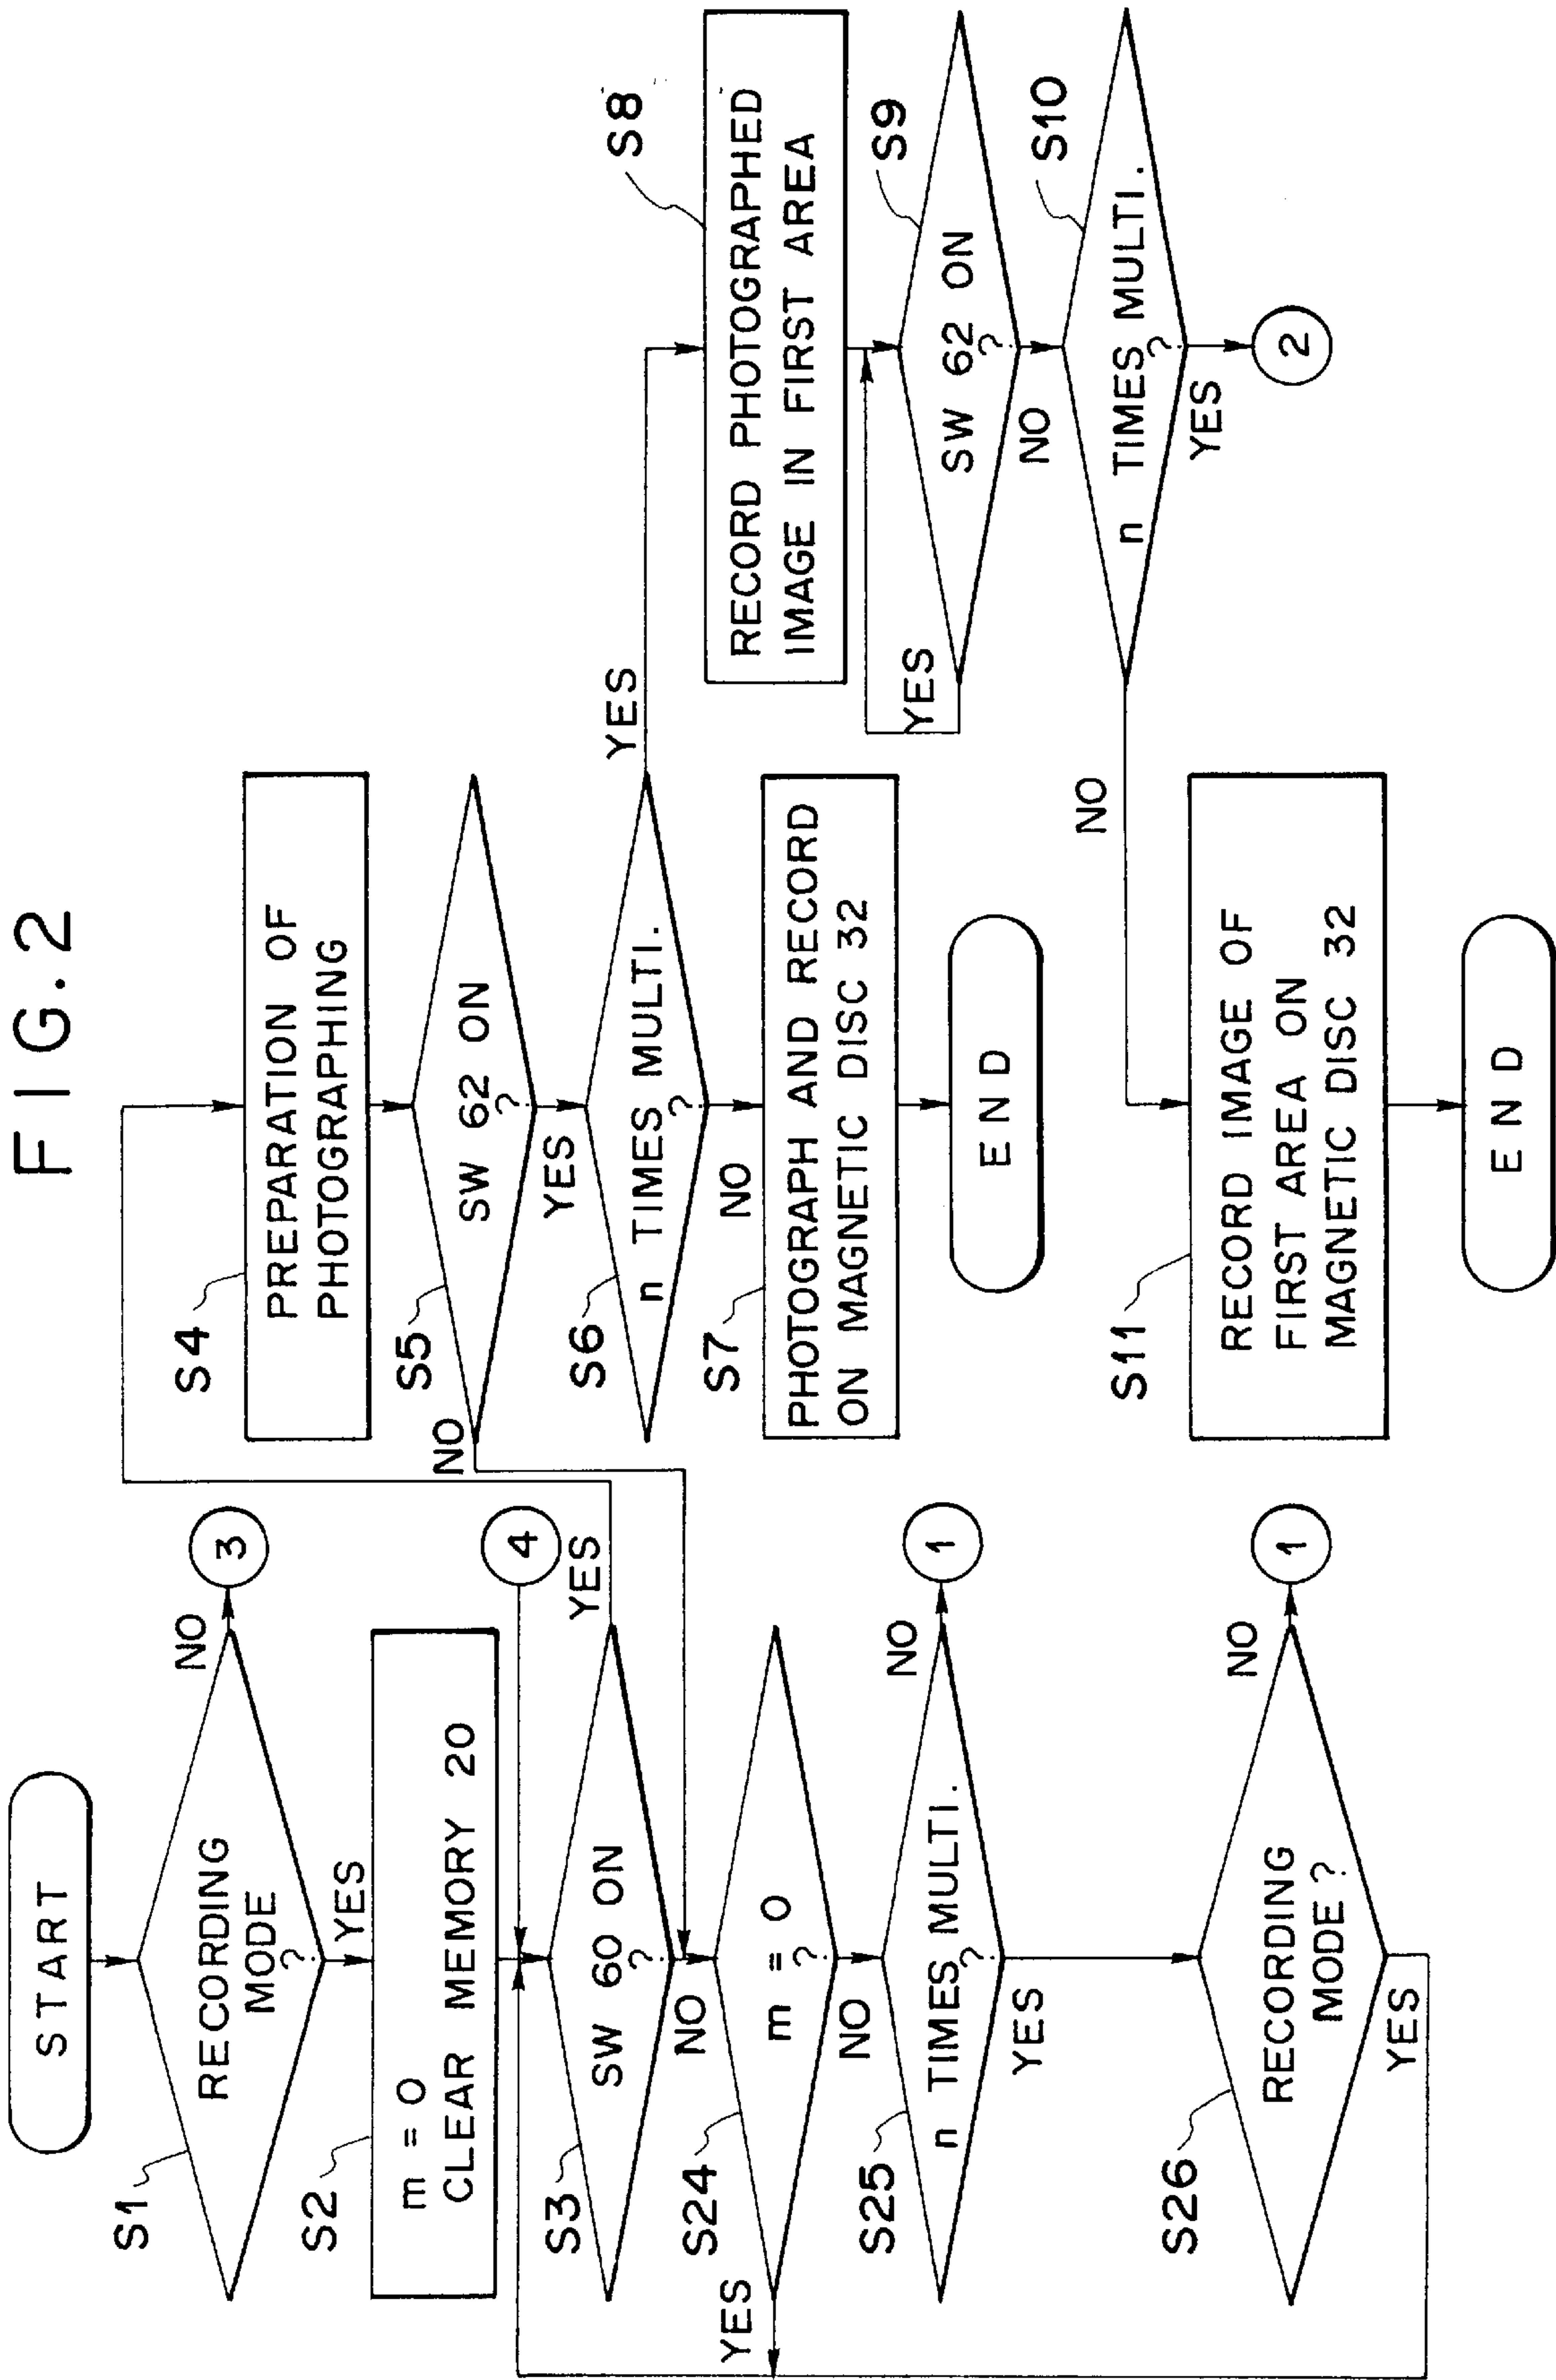 FIG.2
START
S1
RECORDING
MODE
?
NO
3
YES
S2
m = 0
CLEAR MEMORY 20
4
S3
SW 60 ON
?
YES
NO
S24
m = 0
?
YES
NO
S25
n TIMES MULTI.
?
NO
1
YES
S26
RECORDING
MODE ?
NO
1
YES
S4
PREPARATION OF
PHOTOGRAPHING
S5
SW 62 ON
?
NO
YES
S6
n TIMES MULTI.
?
YES
NO
S7
PHOTOGRAPH AND RECORD
ON MAGNETIC DISC 32
END
S8
RECORD PHOTOGRAPHED
IMAGE IN FIRST AREA
S9
SW 62 ON
?
YES
NO
S10
n TIMES MULTI.
?
NO
YES
2
S11
RECORD IMAGE OF
FIRST AREA ON
MAGNETIC DISC 32
END